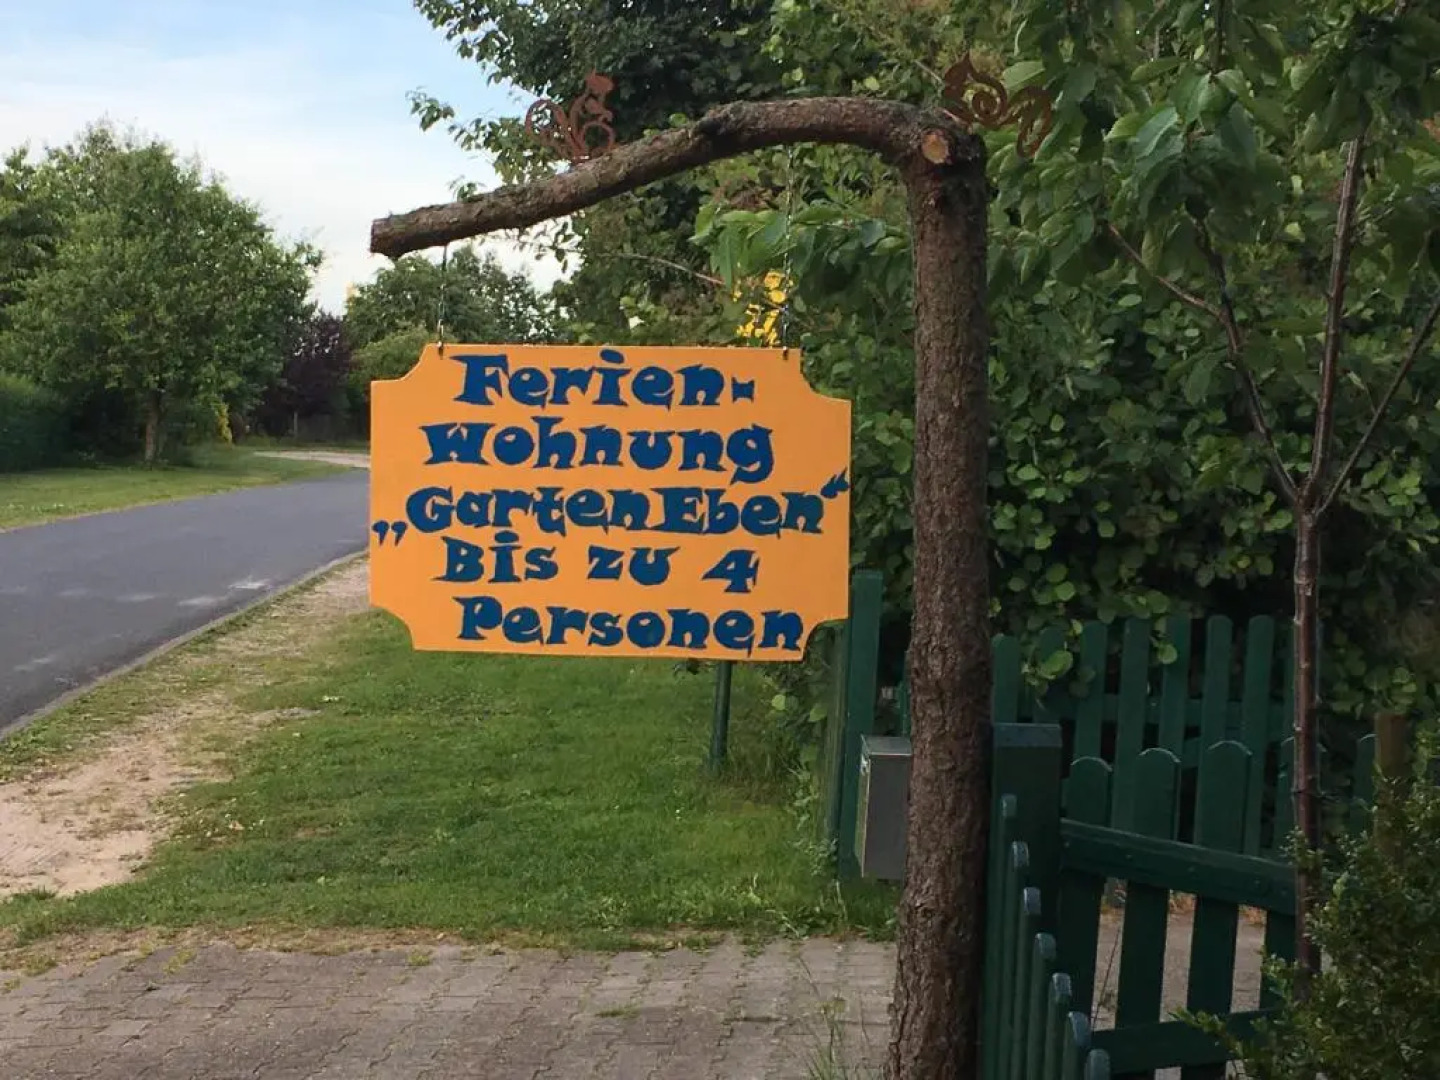 Ferien-
Wohnung
„GartenEben“
Bis zu 4
Personen